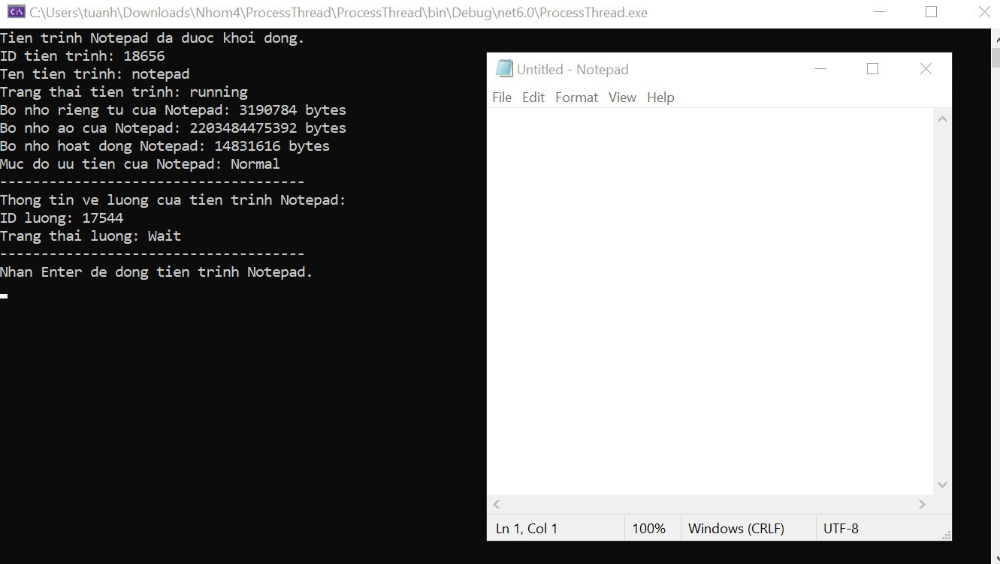 C:\Users\tuanh\Downloads\Nhom4\ProcessThread\ProcessThread\bin\Debug\net6.0\ProcessThread.exe
Tien trinh Notepad da duoc khoi dong.
ID tien trinh: 18656
Ten tien trinh: notepad
Trang thai tien trinh: running
Bo nho rieng tu cua Notepad: 3190784 bytes
Bo nho ao cua Notepad: 2203484475392 bytes
Bo nho hoat dong Notepad: 14831616 bytes
Muc do uu tien cua Notepad: Normal
-------------------------------------
Thong tin ve luong cua tien trinh Notepad:
ID luong: 17544
Trang thai luong: Wait
-------------------------------------
Nhan Enter de dong tien trinh Notepad.
Untitled - Notepad
File Edit Format View Help
Ln 1, Col 1 100% Windows (CRLF) UTF-8